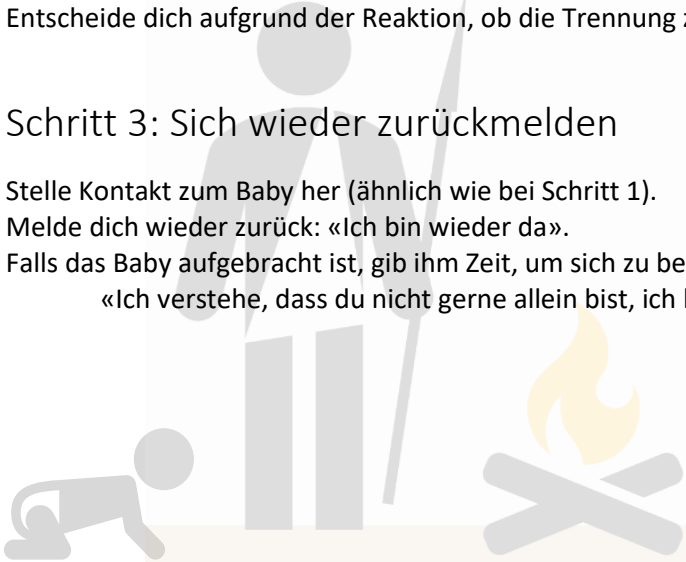 Entscheide dich aufgrund der Reaktion, ob die Trennung
Schritt 3: Sich wieder zurückmelden
Stelle Kontakt zum Baby her (ähnlich wie bei Schritt 1).
Melde dich wieder zurück: «Ich bin wieder da».
Falls das Baby aufgebracht ist, gib ihm Zeit, um sich zu
«Ich verstehe, dass du nicht gerne allein bist, ich